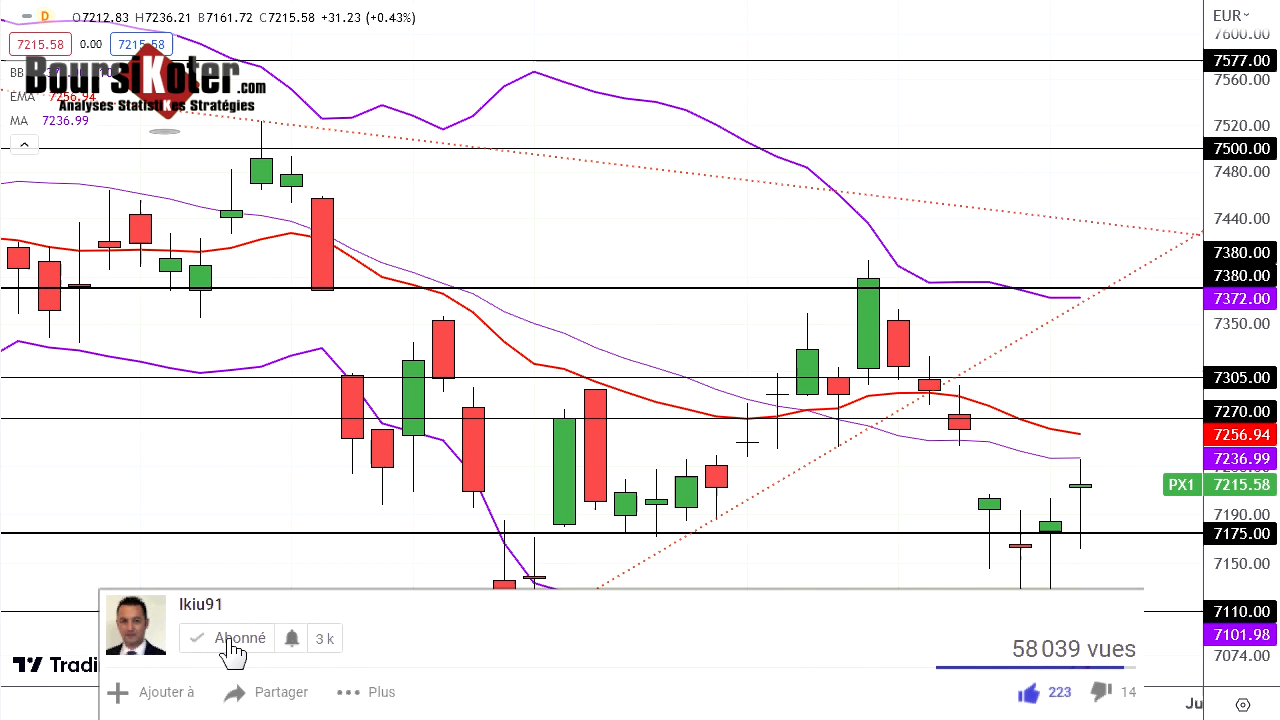 D O7212.83 H7236.21 B7161.72 C7215.58 +31.23 (+0.43%)
EUR
7600.00
7215.58 0.00 7215.58
7577.00
BB
BoursiKoter.com
7560.00
EMA 7256.94
Analyses StatistiKes Stratégies
MA 7236.99
7520.00
7500.00
7480.00
7440.00
7380.00
7380.00
7372.00
7350.00
7305.00
7270.00
7256.94
7236.99
PX1 7215.58
7190.00
7175.00
7150.00
7110.00
7101.98
7074.00
Ikiu91
Abonné 3 k
58 039 vues
Tradi
Ajouter à Partager Plus
223 14
Ju